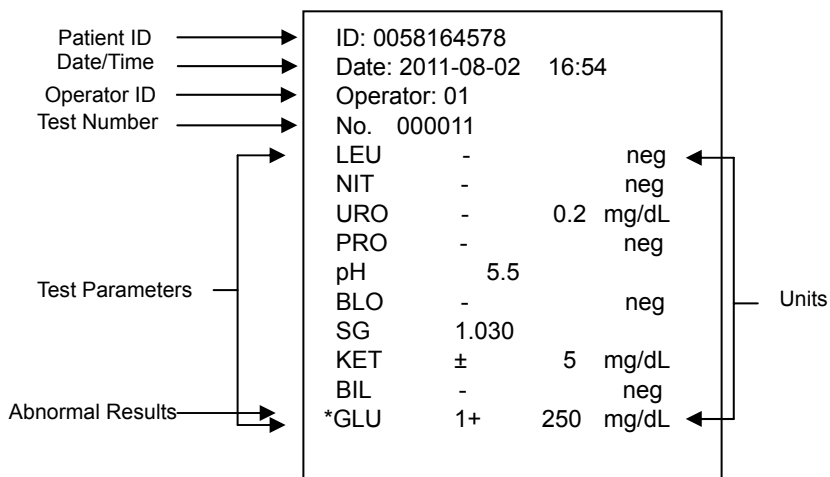 Patient ID
Date/Time
Operator ID
Test Number
Test Parameters
Abnormal Results
ID: 0058164578
Date: 2011-08-02 16:54
Operator: 01
No. 000011
LEU - neg
NIT - neg
URO - 0.2 mg/dL
PRO - neg
pH 5.5
BLO - neg
SG 1.030
KET ± 5 mg/dL
BIL - neg
*GLU 1+ 250 mg/dL
Units